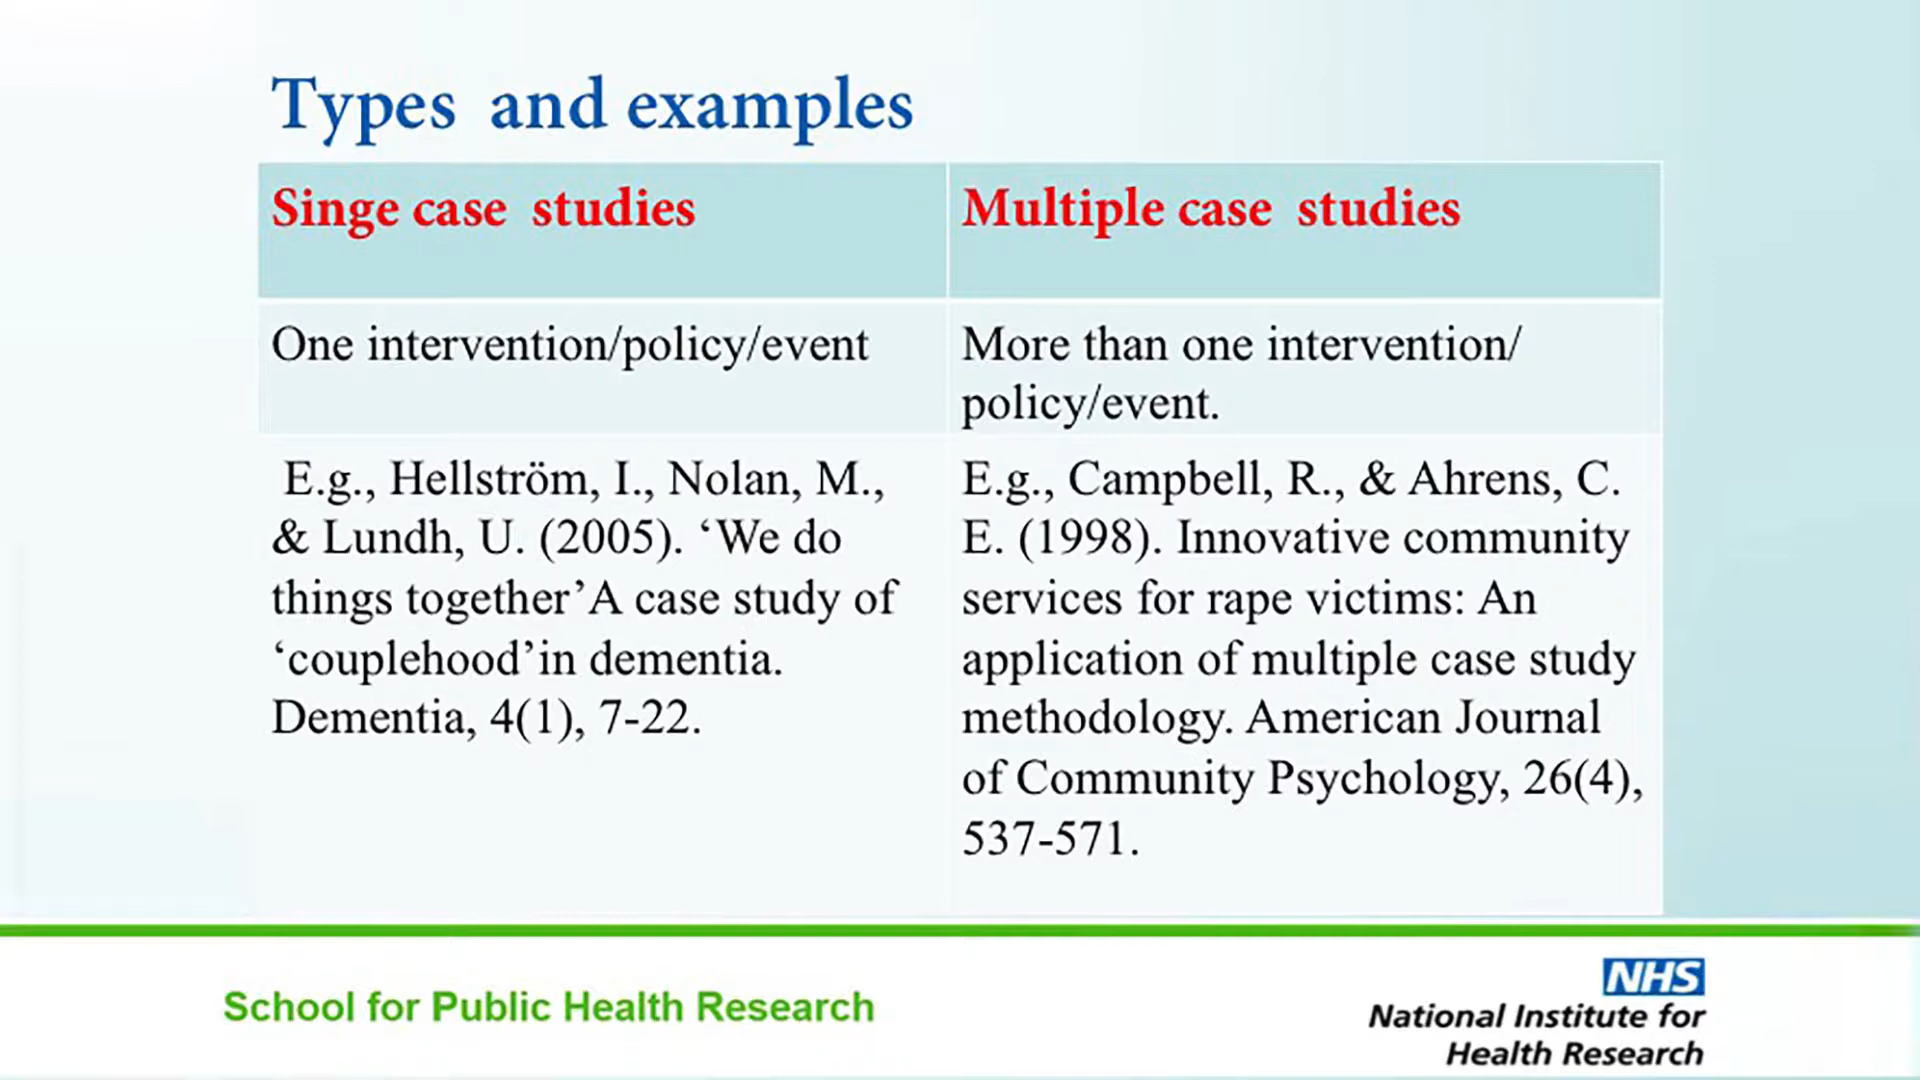 Types and examples
Singe case studies
Multiple case studies
One intervention/policy/event
More than one intervention/
policy/event.
E.g., Hellström, I., Nolan, M.,
& Lundh, U. (2005). ‘We do
things together’A case study of
‘couplehood’in dementia.
Dementia, 4(1), 7-22.
E.g., Campbell, R., & Ahrens, C.
E. (1998). Innovative community
services for rape victims: An
application of multiple case study
methodology. American Journal
of Community Psychology, 26(4),
537-571.
School for Public Health Research
NHS
National Institute for
Health Research